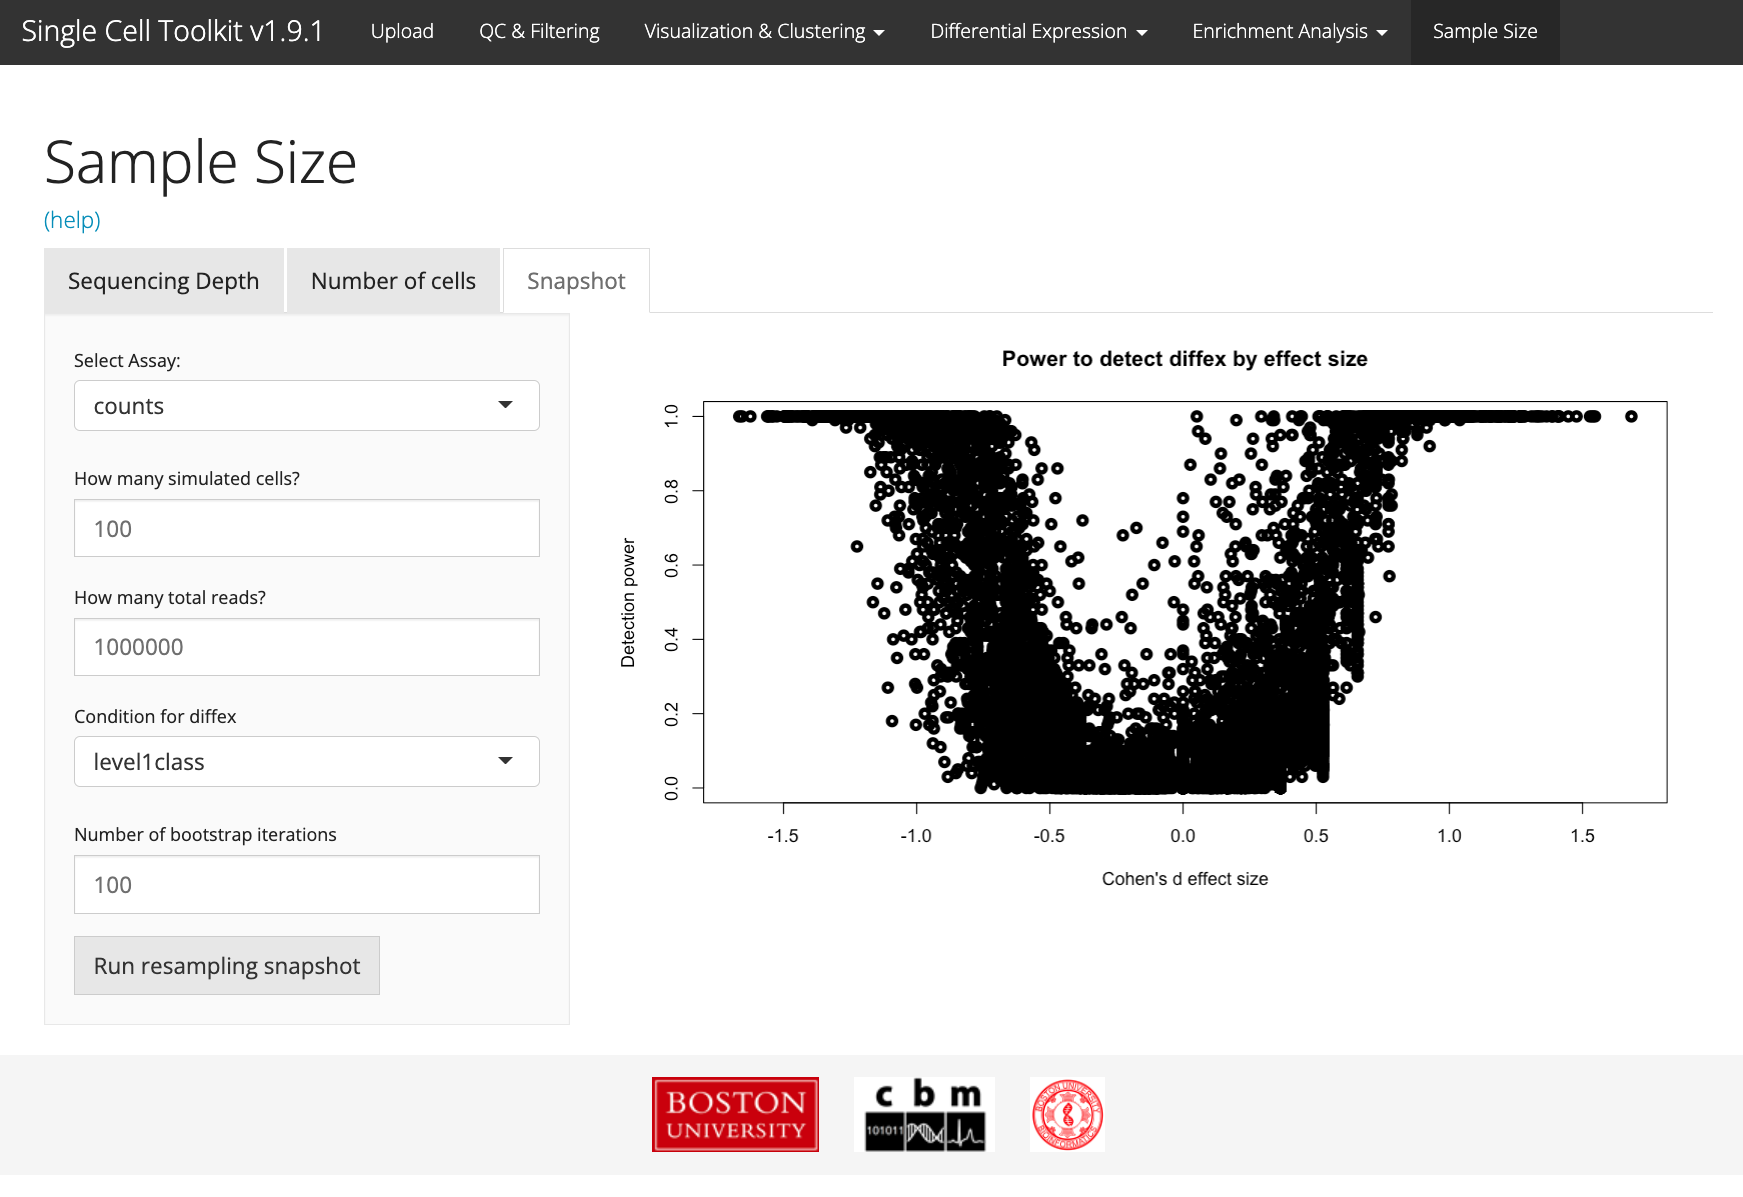 Single Cell Toolkit v1.9.1 Upload QC & Filtering Visualization & Clustering Differential Expression Enrichment Analysis Sample Size
Sample Size
(help)
Sequencing Depth Number of cells Snapshot
Select Assay:
counts
How many simulated cells?
100
How many total reads?
1000000
Condition for diffex
level1class
Number of bootstrap iterations
100
Run resampling snapshot
Power to detect diffex by effect size
Detection power
1.0
0.8
0.6
0.4
0.2
0.0
-1.5 -1.0 -0.5 0.0 0.5 1.0 1.5
Cohen's d effect size
BOSTON
UNIVERSITY
c b m
101011
BOSTON UNIVERSITY
BIOINFORMATICS